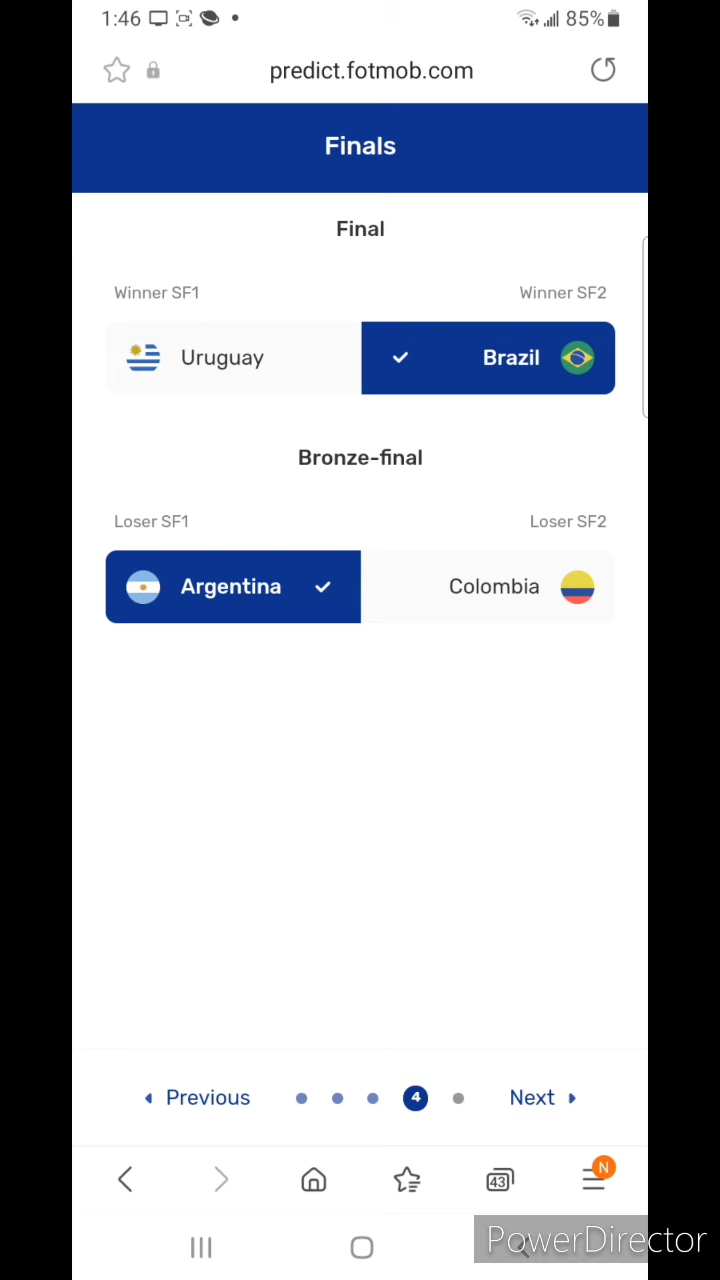 1:46 85%
predict.fotmob.com
Finals
Final
Winner SF1 Winner SF2
Uruguay Brazil
Bronze-final
Loser SF1 Loser SF2
Argentina Colombia
Previous 4 Next
43 N
PowerDirector